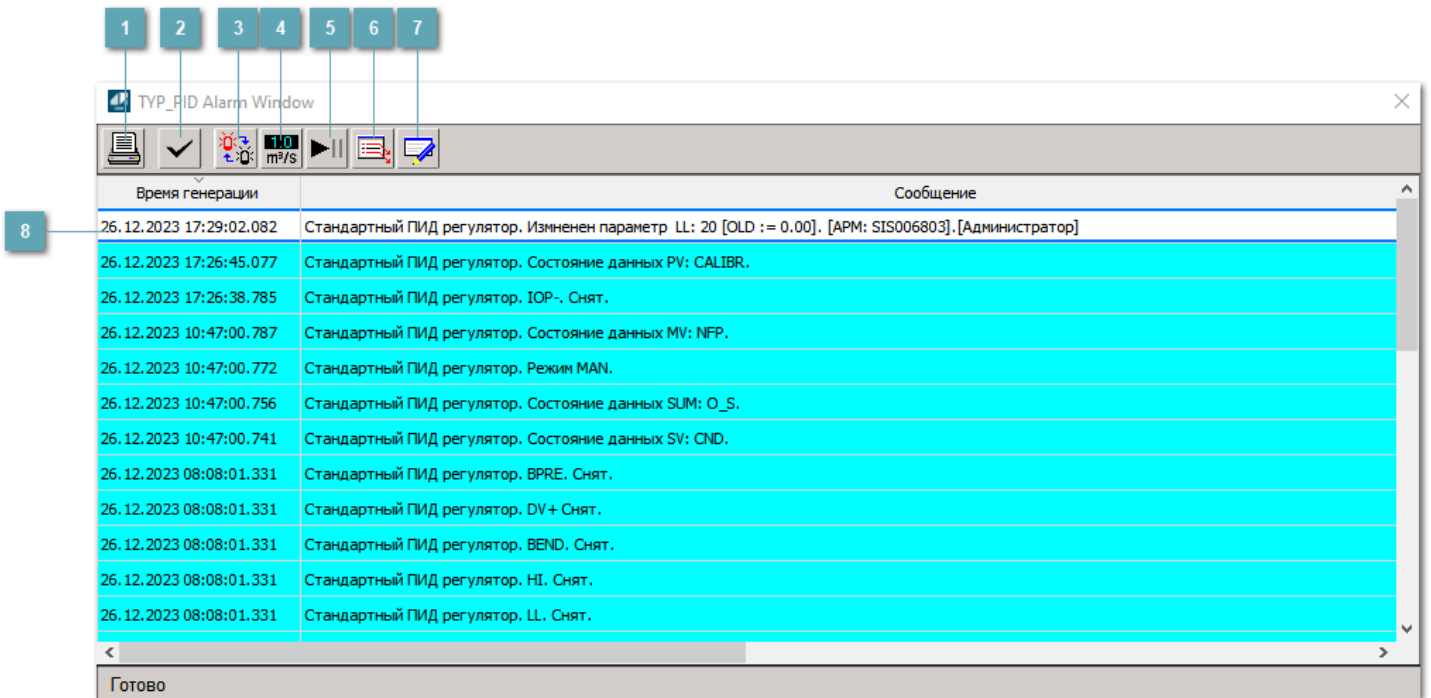 1 2 3 4 5 6 7
TYP_PID Alarm Window
1.0
m³/s
Время генерации Сообщение
8
26.12.2023 17:29:02.082 Стандартный ПИД регулятор. Измненен параметр LL: 20 [OLD := 0.00]. [АРМ: SIS006803].[Администратор]
26.12.2023 17:26:45.077 Стандартный ПИД регулятор. Состояние данных PV: CALIBR.
26.12.2023 17:26:38.785 Стандартный ПИД регулятор. IOP-. Снят.
26.12.2023 10:47:00.787 Стандартный ПИД регулятор. Состояние данных MV: NFP.
26.12.2023 10:47:00.772 Стандартный ПИД регулятор. Режим MAN.
26.12.2023 10:47:00.756 Стандартный ПИД регулятор. Состояние данных SUM: O_S.
26.12.2023 10:47:00.741 Стандартный ПИД регулятор. Состояние данных SV: CND.
26.12.2023 08:08:01.331 Стандартный ПИД регулятор. BPRE. Снят.
26.12.2023 08:08:01.331 Стандартный ПИД регулятор. DV+ Снят.
26.12.2023 08:08:01.331 Стандартный ПИД регулятор. BEND. Снят.
26.12.2023 08:08:01.331 Стандартный ПИД регулятор. HI. Снят.
26.12.2023 08:08:01.331 Стандартный ПИД регулятор. LL. Снят.
Готово